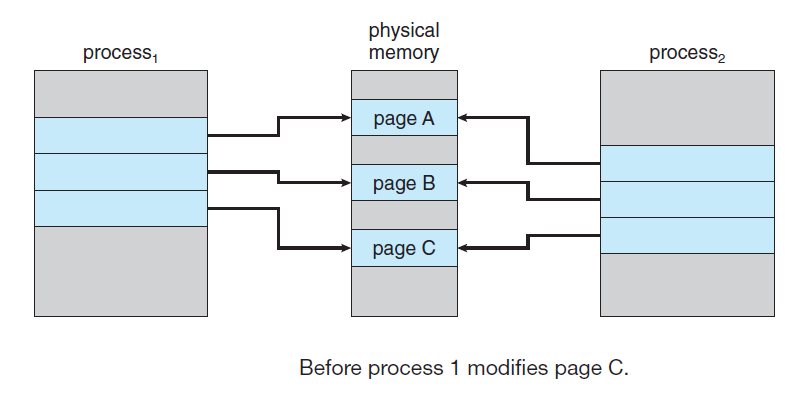 process₁
physical
memory
process₂
page A
page B
page C
Before process 1 modifies page C.